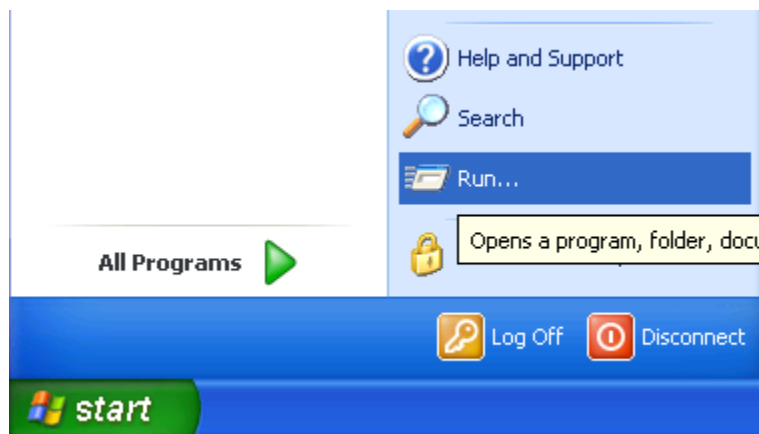 Help and Support
Search
Run...
Opens a program, folder, docu
All Programs
Log Off
Disconnect
start